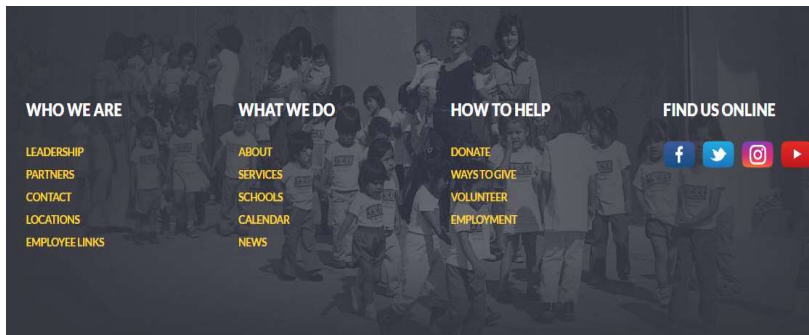 WHO WE ARE
LEADERSHIP
PARTNERS
CONTACT
LOCATIONS
EMPLOYEE LINKS
WHAT WE DO
ABOUT
SERVICES
SCHOOLS
CALENDAR
NEWS
HOW TO HELP
DONATE
WAYS TO GIVE
VOLUNTEER
EMPLOYMENT
FIND US ONLINE